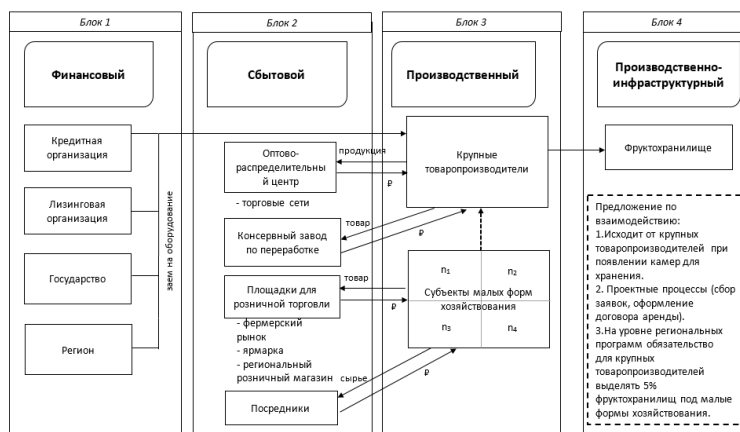 Блок 1
Блок 2
Блок 3
Блок 4
Финансовый
Сбытовой
Производственный
Производственно-
инфраструктурный
Кредитная
организация
Лизинговая
организация
Государство
Регион
заем на оборудование
Оптово-
распределительны
й центр
- торговые сети
продукция
₽
Консервный завод
по переработке
товар
₽
Площадки для
розничной торговли
товар
₽
- фермерский
рынок
- ярмарка
- региональный
розничный магазин
сырье
₽
Посредники
Крупные
товаропроизводители
n1
n2
Субъекты малых форм
хозяйствования
n3
n4
Фруктохранилище
Предложение по
взаимодействию:
1.Исходит от крупных
товаропроизводителей при
появлении камер для
хранения.
2. Проектные процессы (сбор
заявок, оформление
договора аренды).
3.На уровне региональных
программ обязательство
для крупных
товаропроизводителей
выделять 5%
фруктохранилищ под малые
формы хозяйствования.